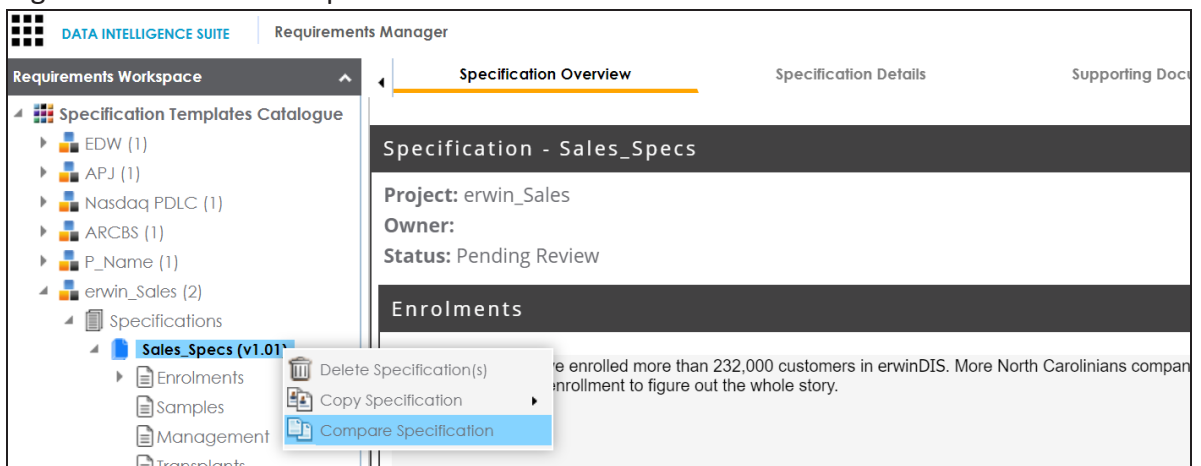 DATA INTELLIGENCE SUITE Requirements Manager
Requirements Workspace
Specification Overview Specification Details Supporting
Specification Templates Catalogue
EDW (1)
APJ (1)
Nasdaq PDLC (1)
ARCBS (1)
P_Name (1)
erwin_Sales (2)
Specifications
Sales_Specs (v1.01)
Enrolments
Samples
Management
Transplants
Delete Specification(s)
Copy Specification
Compare Specification
Specification - Sales_Specs
Project: erwin_Sales
Owner:
Status: Pending Review
Enrolments
enrolled more than 232,000 customers in erwinDIS. More North Carolinians
enrollment to figure out the whole story.